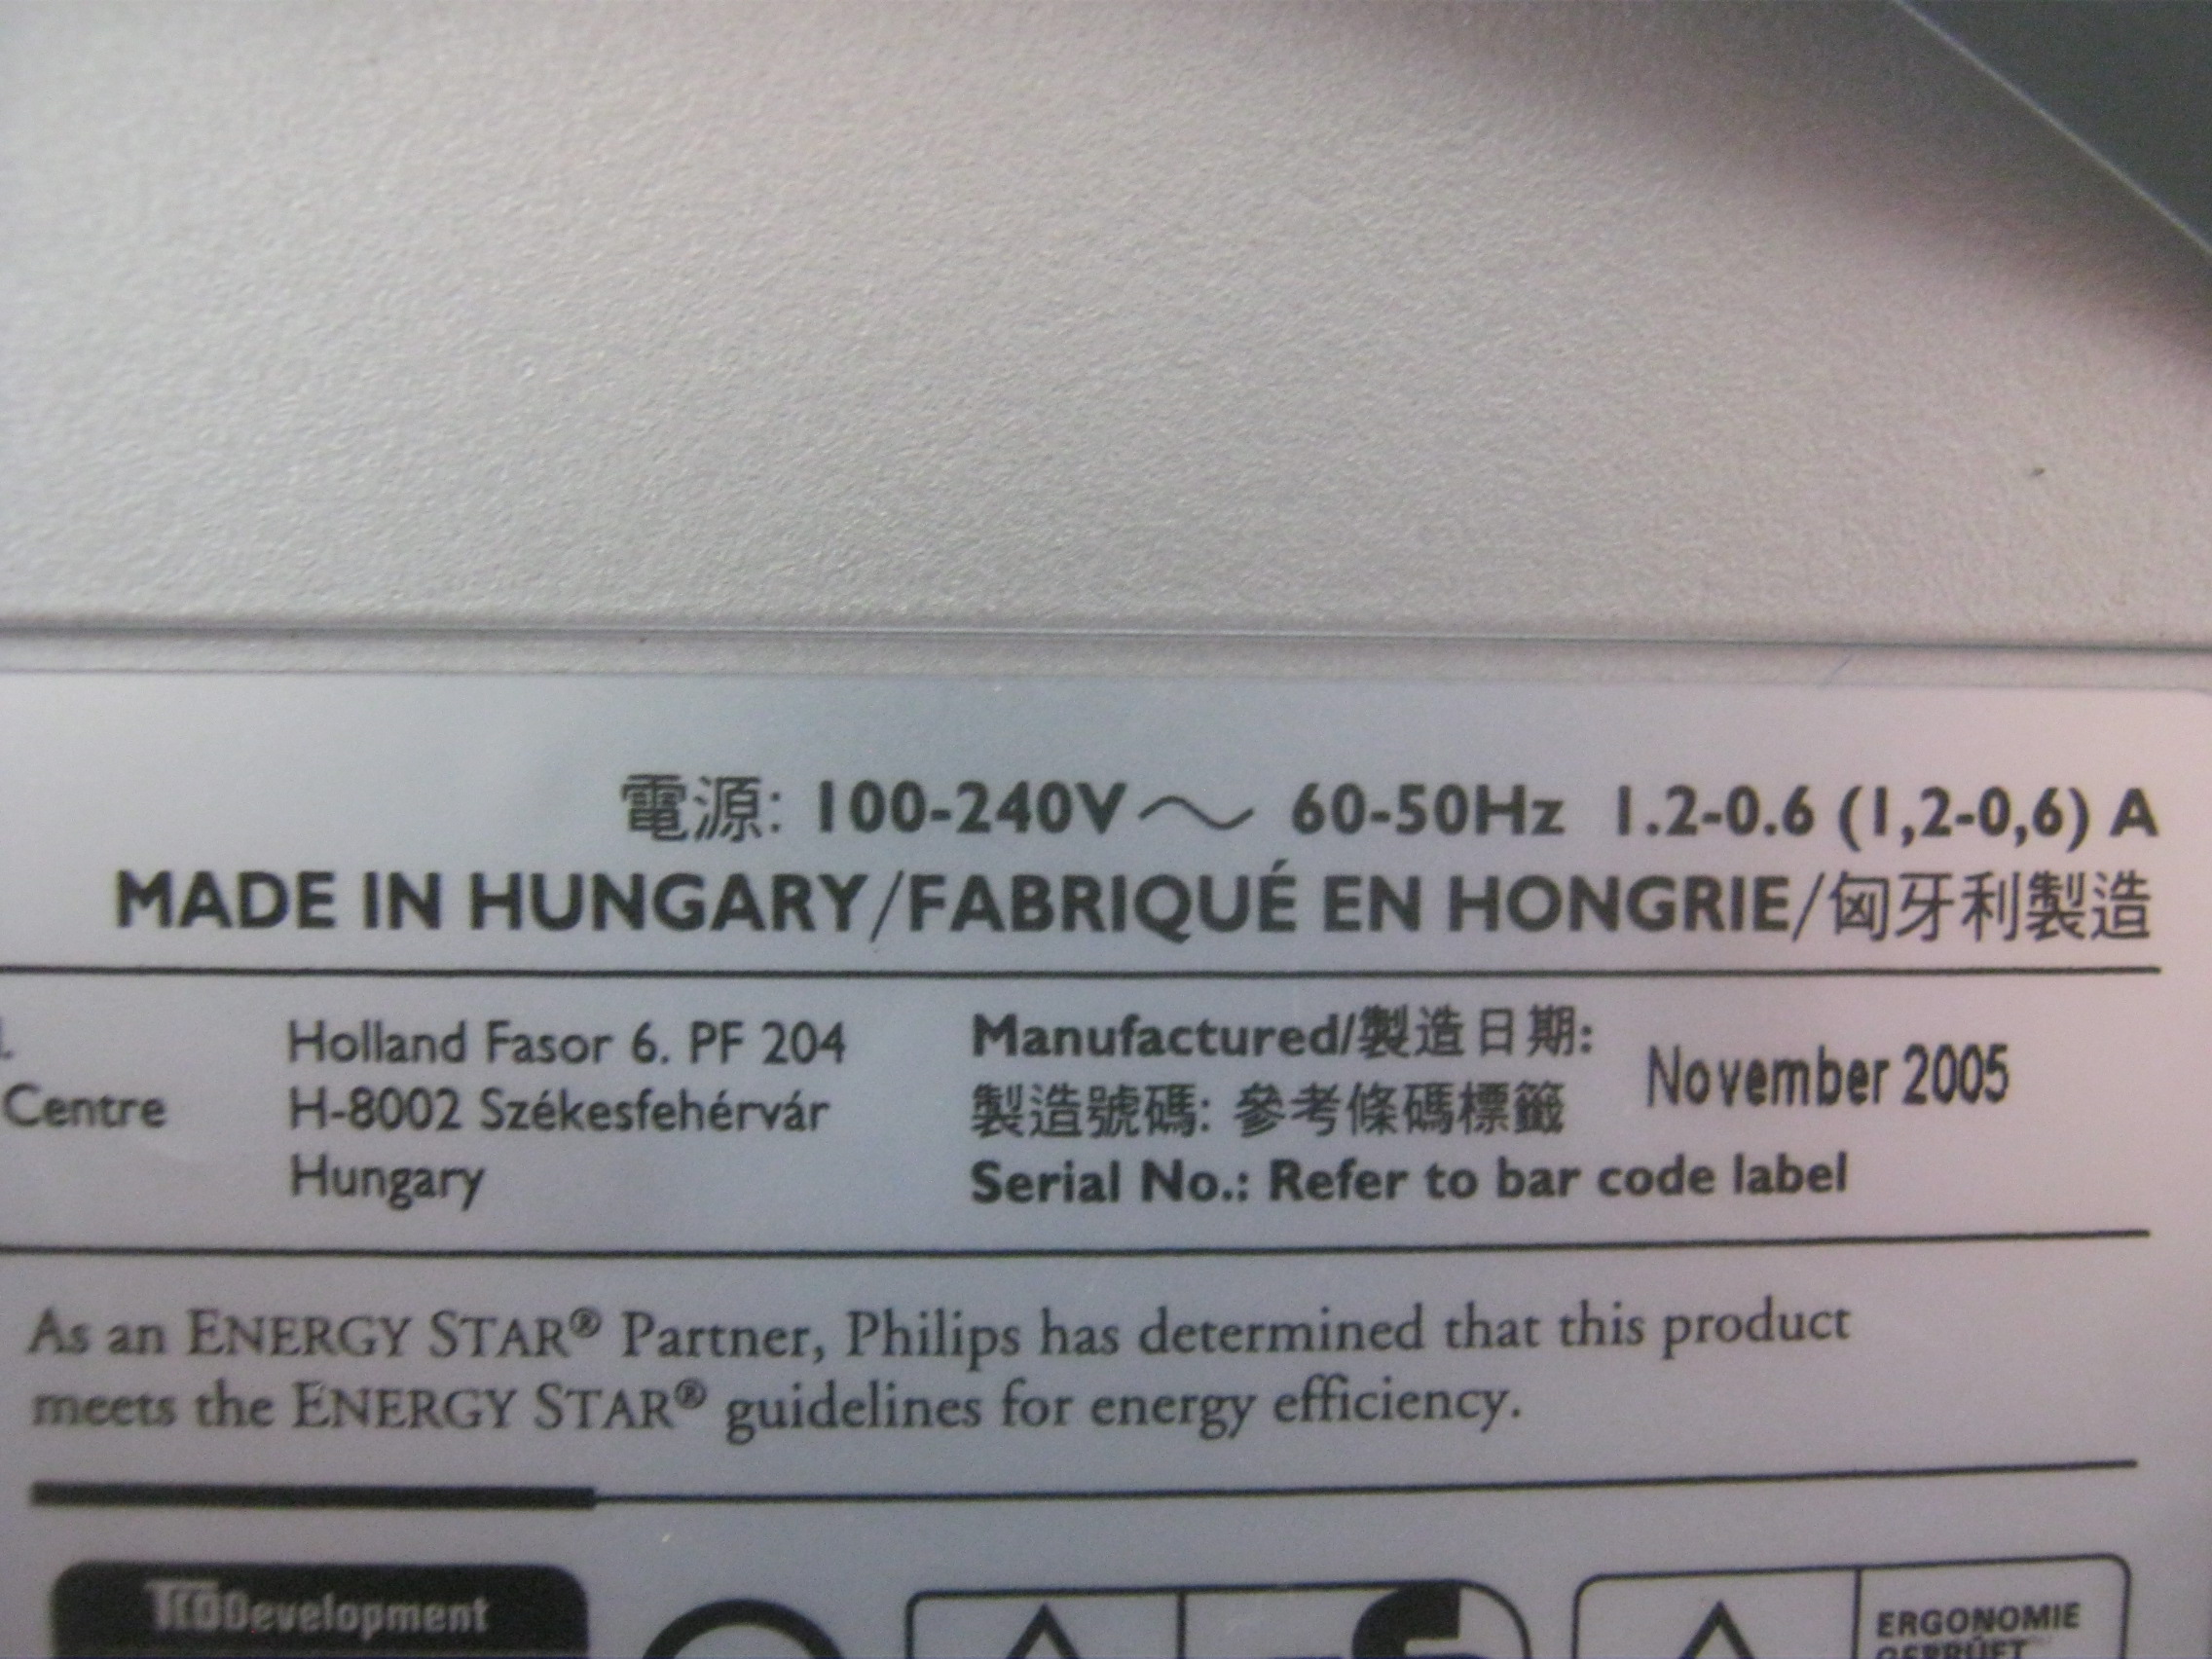 電源: 100-240V～ 60-50Hz 1.2-0.6 (1,2-0,6) A
MADE IN HUNGARY/FABRIQUÉ EN HONGRIE/匈牙利製造
Centre
Holland Fasor 6. PF 204
H-8002 Székesfehérvár
Hungary
Manufactured/製造日期:
November 2005
製造號碼: 參考條碼標籤
Serial No.: Refer to bar code label
As an ENERGY STAR® Partner, Philips has determined that this product
meets the ENERGY STAR® guidelines for energy efficiency.
TCODevelopment
ERGONOMIE
GEPRÜFT